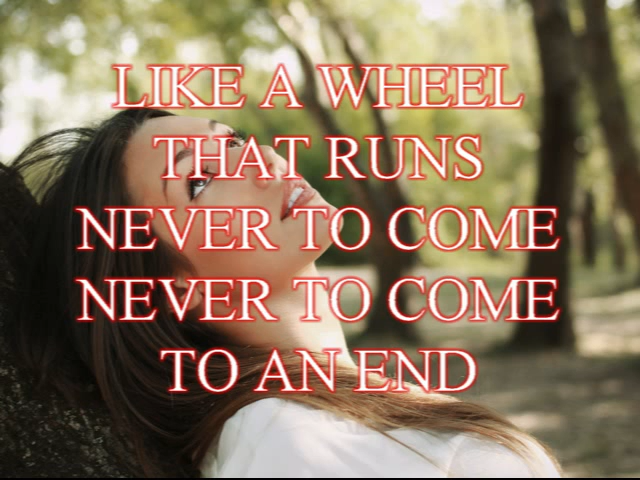 LIKE A WHEEL
THAT RUNS
NEVER TO COME
NEVER TO COME
TO AN END